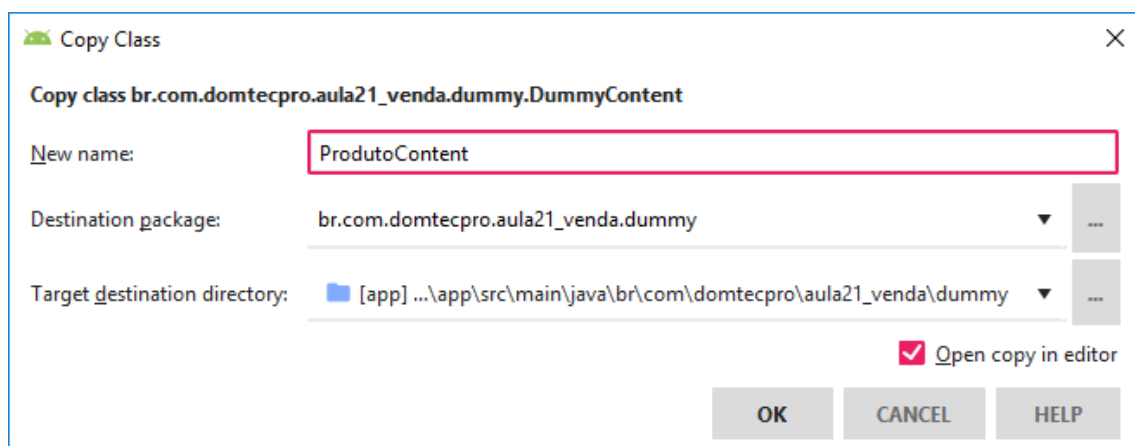 Copy Class
Copy class br.com.domtecpro.aula21_venda.dummy.DummyContent
New name: ProdutoContent
Destination package: br.com.domtecpro.aula21_venda.dummy ...
Target destination directory: [app] ...\app\src\main\java\br\com\domtecpro\aula21_venda\dummy ...
Open copy in editor
OK CANCEL HELP